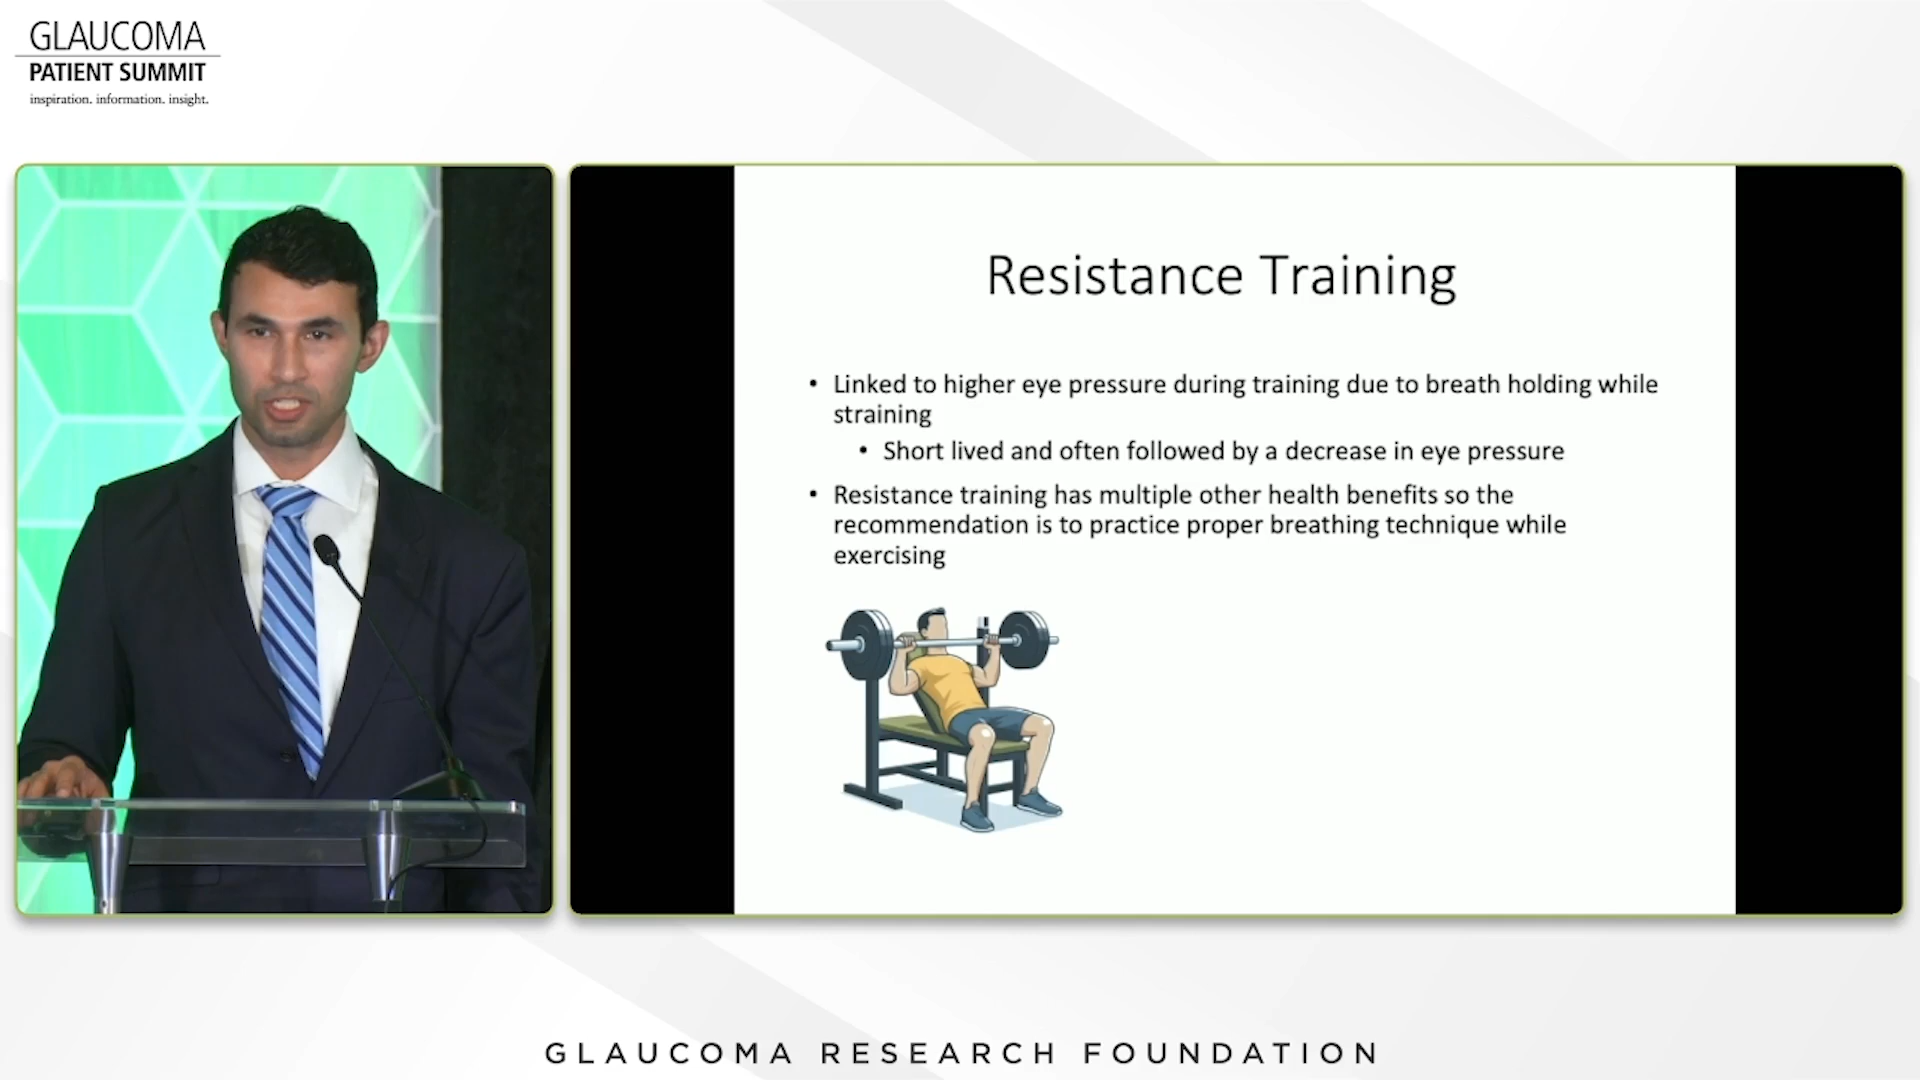 GLAUCOMA
PATIENT SUMMIT
inspiration. information. insight.
Resistance Training
• Linked to higher eye pressure during training due to breath holding while
straining
• Short lived and often followed by a decrease in eye pressure
• Resistance training has multiple other health benefits so the
recommendation is to practice proper breathing technique while
exercising
GLAUCOMA RESEARCH FOUNDATION